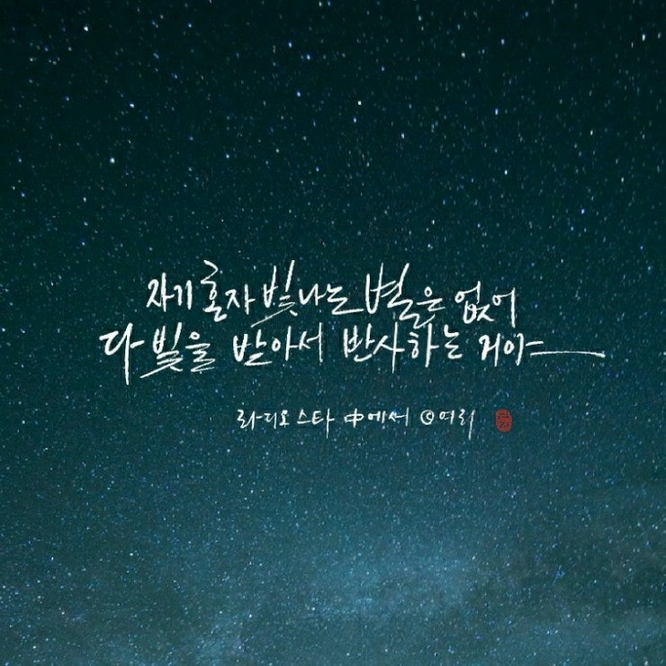 자기 혼자 빛나는 별은 없어
다 빛을 받아서 반사하는 거야
라디오 스타 中에서 ⓒ여리